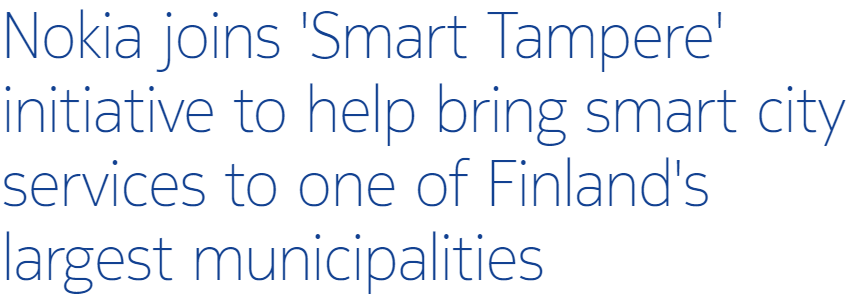 Nokia joins 'Smart Tampere'
initiative to help bring smart city
services to one of Finland's
largest municipalities